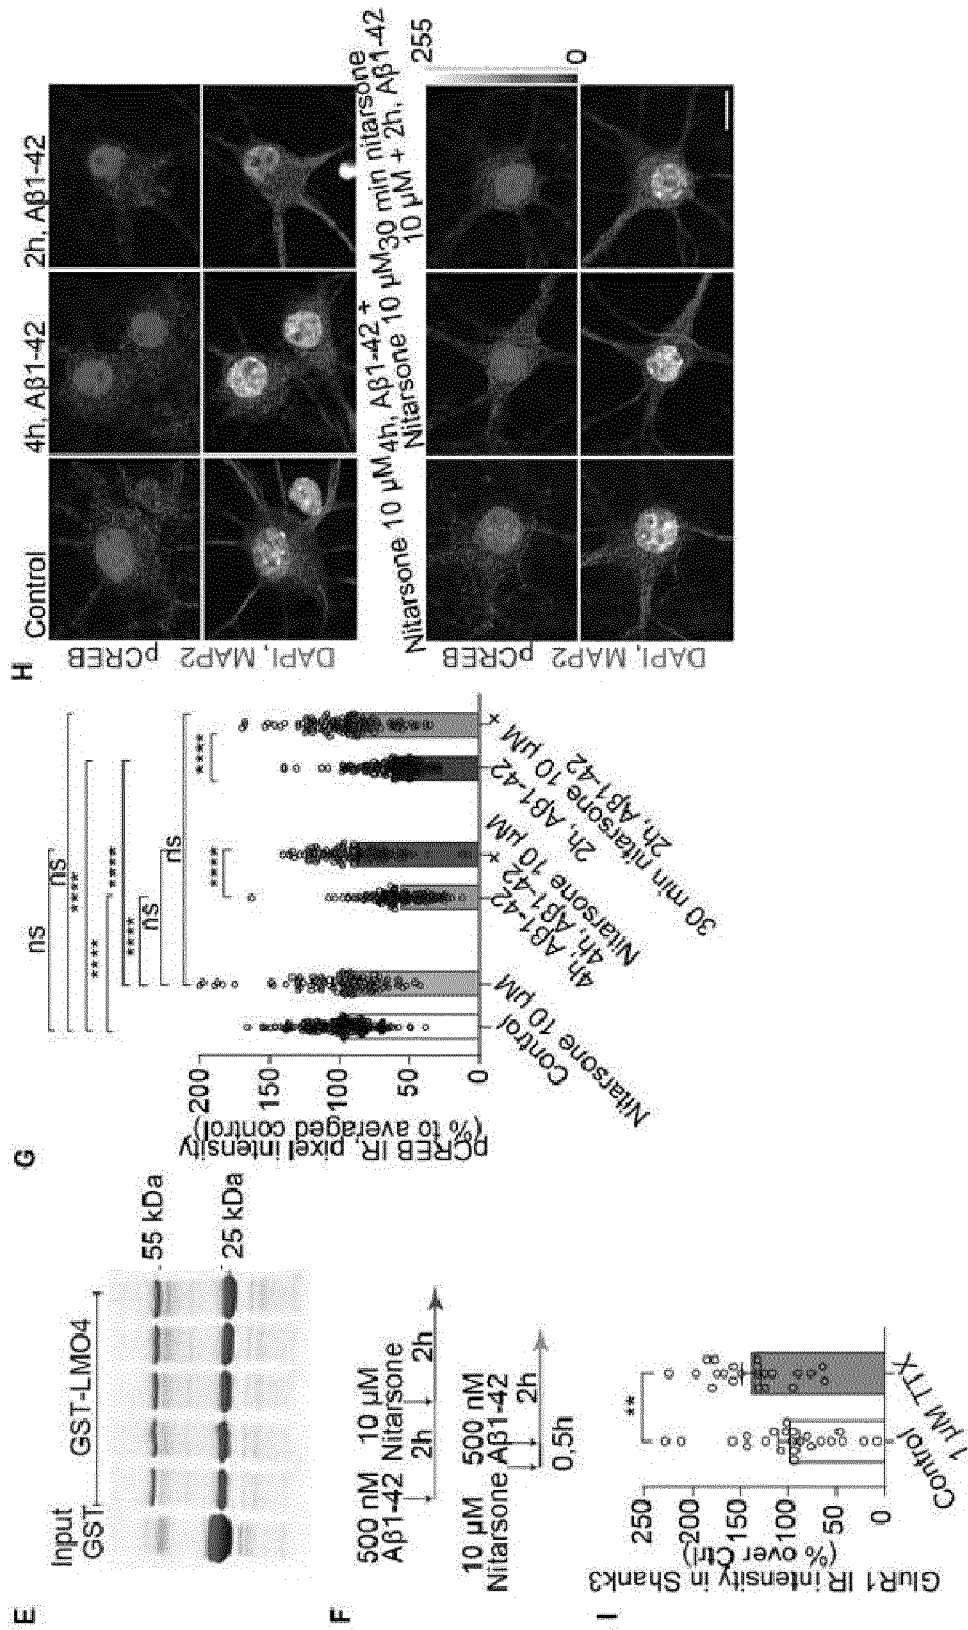 E
Input
GST
GST-LMO4
55 kDa
25 kDa
F
500 nM
Aβ1-42
10 µM
Nitarsone
2h
2h
10 µM
Nitarsone
500 nM
Aβ1-42
0,5h
2h
G
pCREB IR, pixel intensity
(% to averaged control)
200
150
100
50
0
ns
ns
****
****
****
****
ns
ns
****
****
Control
Nitarsone 10 µM
4h, Aβ1-42
4h, Aβ1-42 +
Nitarsone 10 µM
2h, Aβ1-42
30 min nitarsone 10 µM +
2h, Aβ1-42
H
Control
4h, Aβ1-42
2h, Aβ1-42
pCREB
DAPI, MAP2
Nitarsone 10 µM
4h, Aβ1-42 +
Nitarsone 10 µM
30 min nitarsone
10 µM + 2h, Aβ1-42
pCREB
DAPI, MAP2
255
0
I
GluR1 IR intensity in Shank3
(% over Ctrl)
250
200
150
100
50
0
**
Control
1 µM TTX